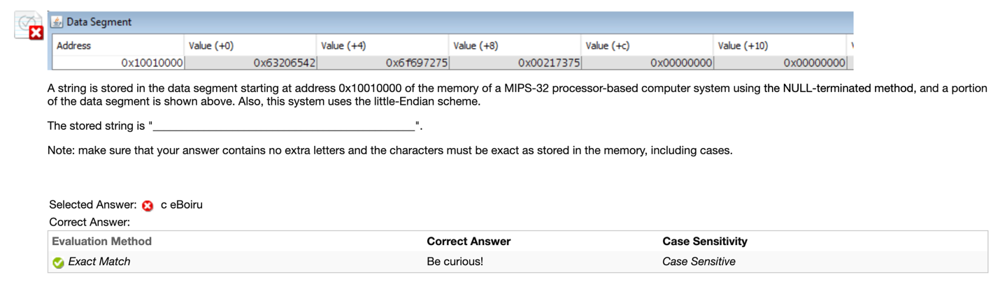 Data Segment
Address Value (+0) Value (+4) Value (+8) Value (+c) Value (+10)
0x10010000 0x63206542 0x6f697275 0x00217375 0x00000000 0x00000000
A string is stored in the data segment starting at address 0x10010000 of the memory of a MIPS-32 processor-based computer system using the NULL-terminated method, and a portion
of the data segment is shown above. Also, this system uses the little-Endian scheme.
The stored string is "_______________________________________________".
Note: make sure that your answer contains no extra letters and the characters must be exact as stored in the memory, including cases.
Selected Answer: c eBoiru
Correct Answer:
Evaluation Method Correct Answer Case Sensitivity
Exact Match Be curious! Case Sensitive